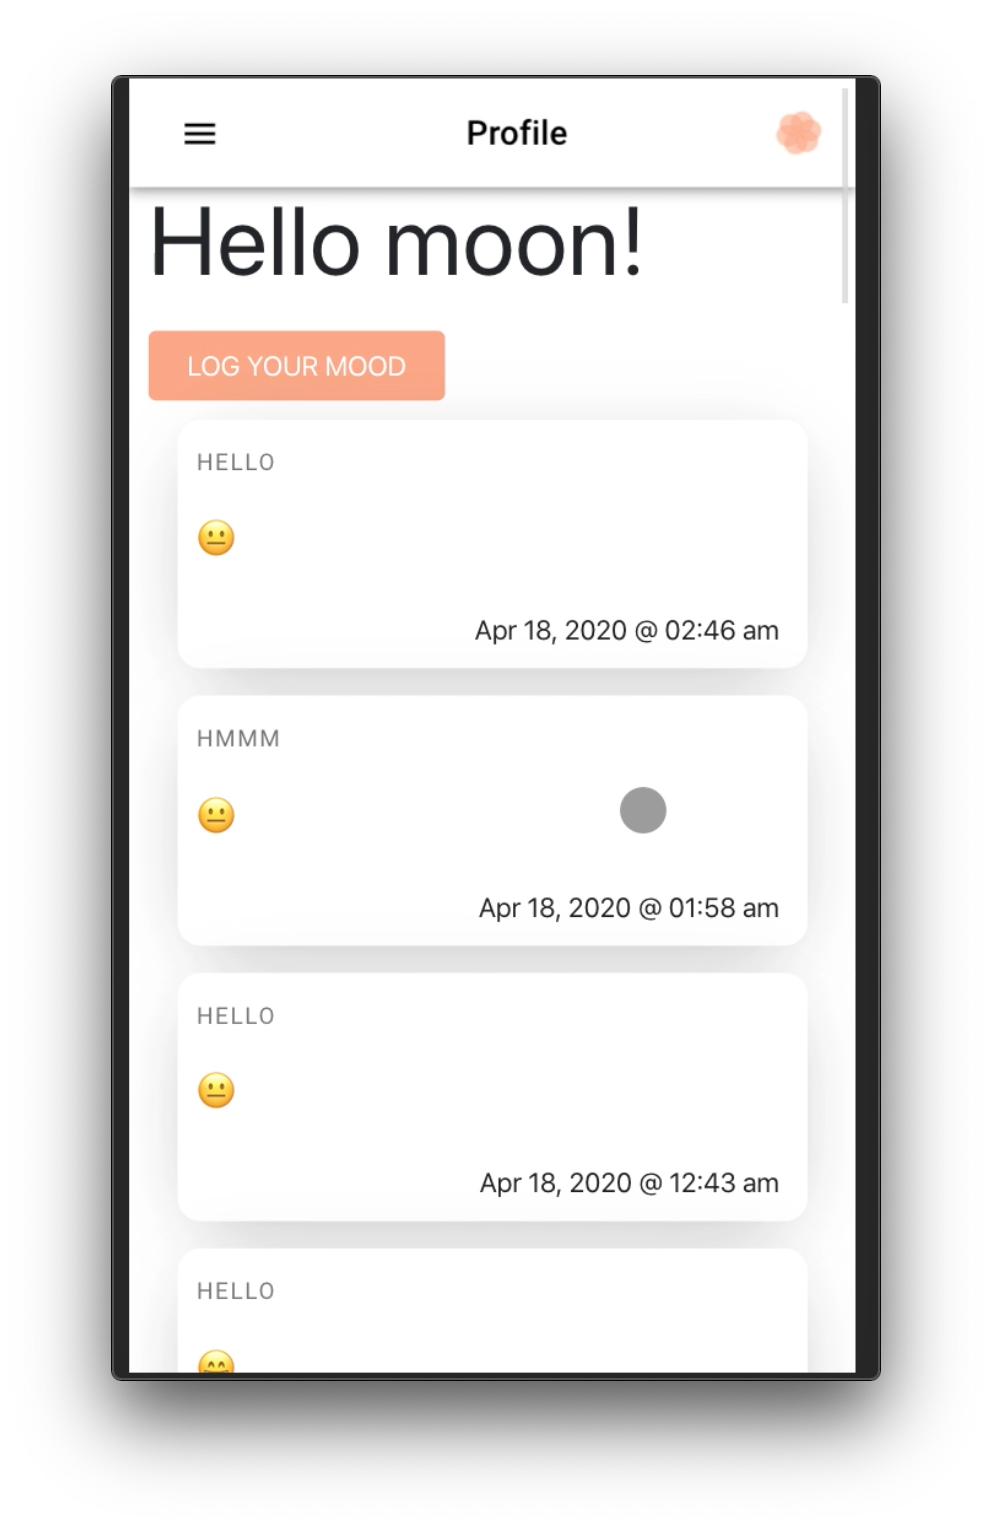 Profile
Hello moon!
LOG YOUR MOOD
HELLO
😐
Apr 18, 2020 @ 02:46 am
HMMM
😐
Apr 18, 2020 @ 01:58 am
HELLO
😐
Apr 18, 2020 @ 12:43 am
HELLO